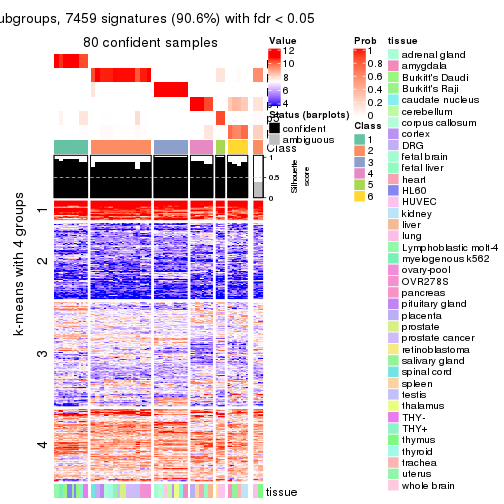 ubgroups, 7459 signatures (90.6%) with fdr < 0.05
80 confident samples
Value
12
10
8
6
4
Status (barplots)
confident
ambiguous
Class
1
0.5
0
Silhouette
score
k-means with 4 groups
1
2
3
4
tissue
Prob
1
0.8
0.6
0.4
0.2
0
Class
1
2
3
4
5
6
tissue
adrenal gland
amygdala
Burkitt's Daudi
Burkitt's Raji
caudate nucleus
cerebellum
corpus callosum
cortex
DRG
fetal brain
fetal liver
heart
HL60
HUVEC
kidney
liver
lung
Lymphoblastic molt-4
myelogenous k562
ovary-pool
OVR278S
pancreas
pituitary gland
placenta
prostate
prostate cancer
retinoblastoma
salivary gland
spinal cord
spleen
testis
thalamus
THY-
THY+
thymus
thyroid
trachea
uterus
whole brain